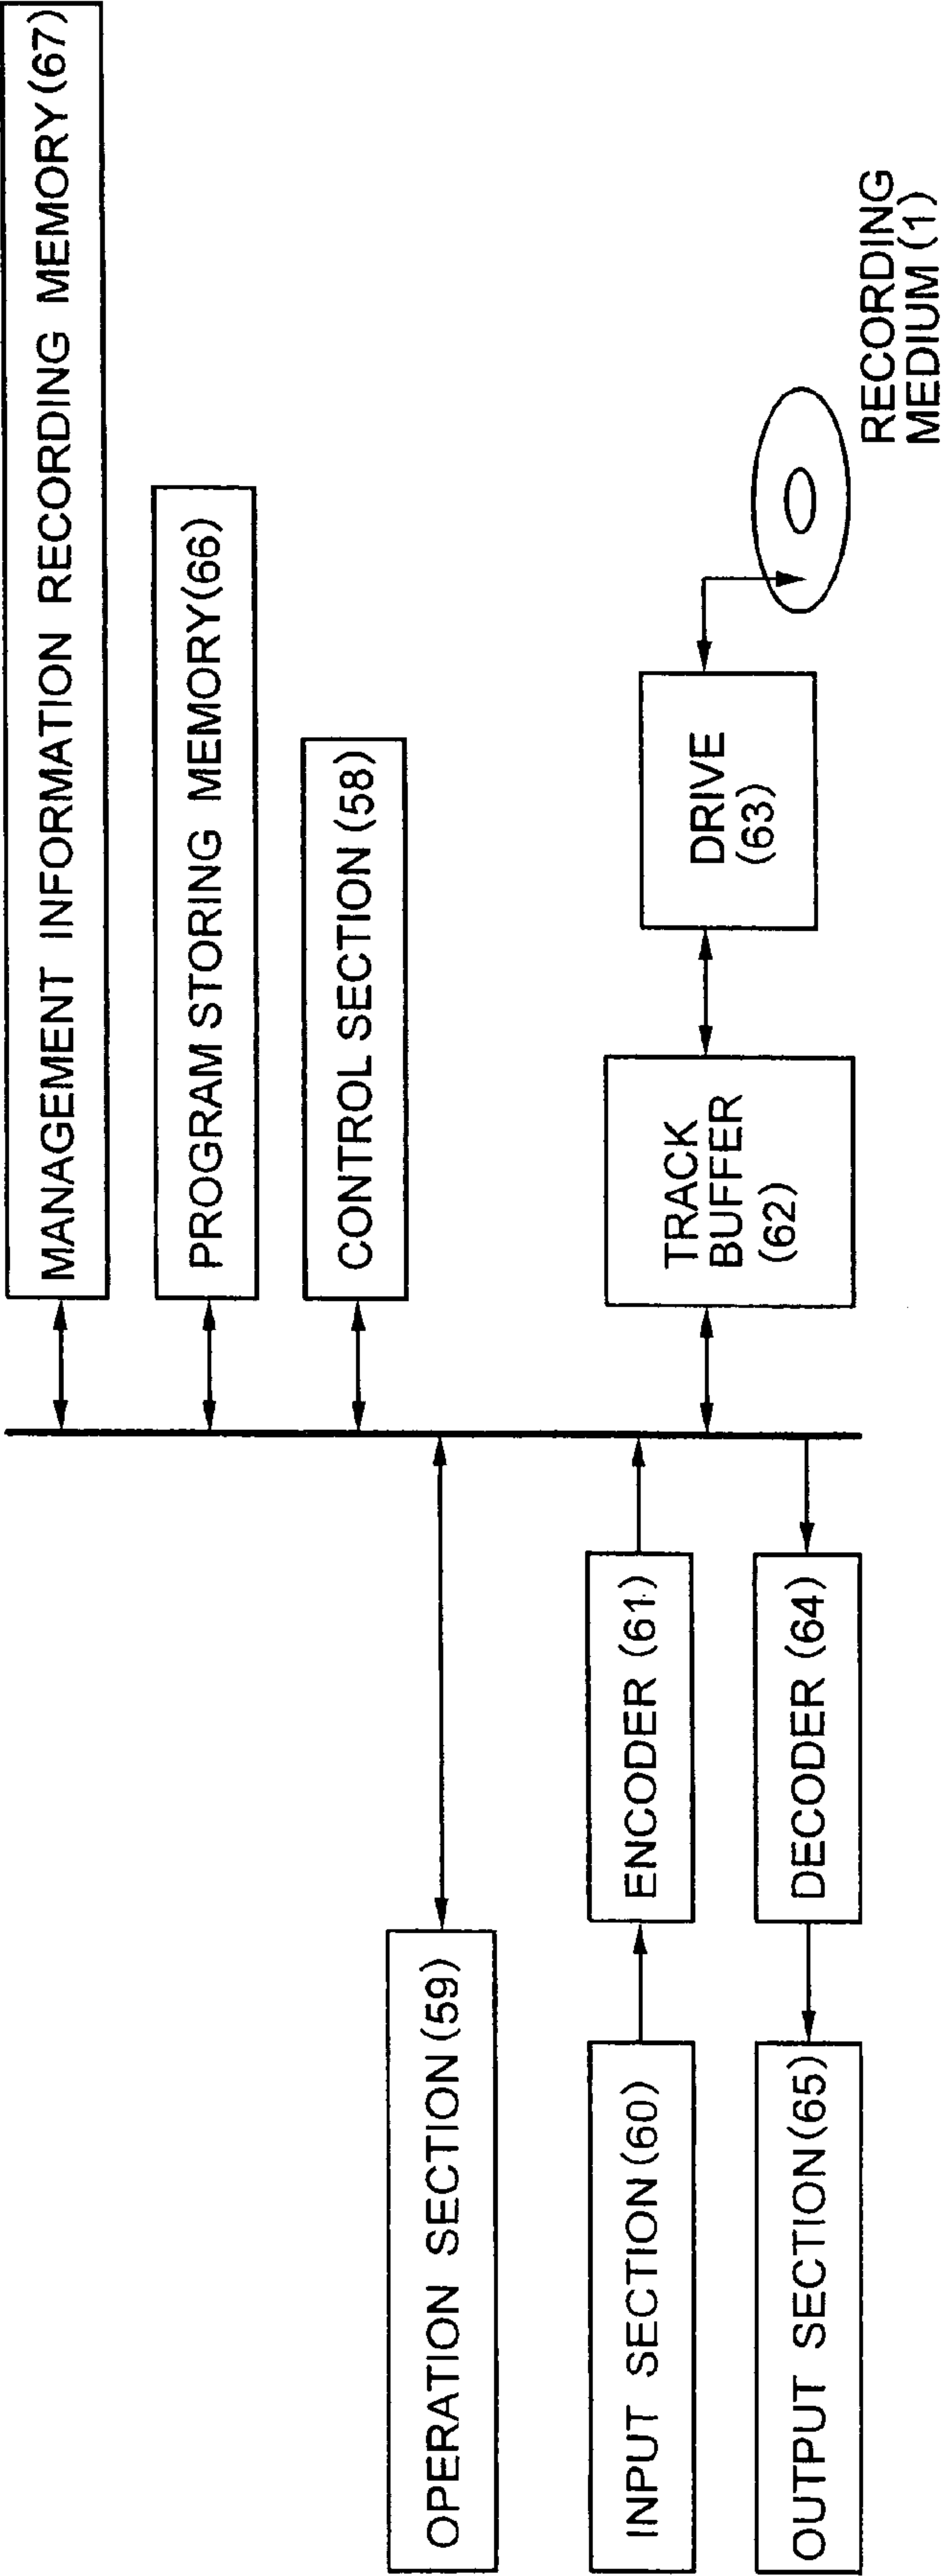 MANAGEMENT INFORMATION RECORDING MEMORY(67)
PROGRAM STORING MEMORY(66)
CONTROL SECTION(58)
OPERATION SECTION(59)
INPUT SECTION(60)
ENCODER(61)
TRACK
BUFFER
(62)
DRIVE
(63)
RECORDING
MEDIUM(1)
OUTPUT SECTION(65)
DECODER(64)